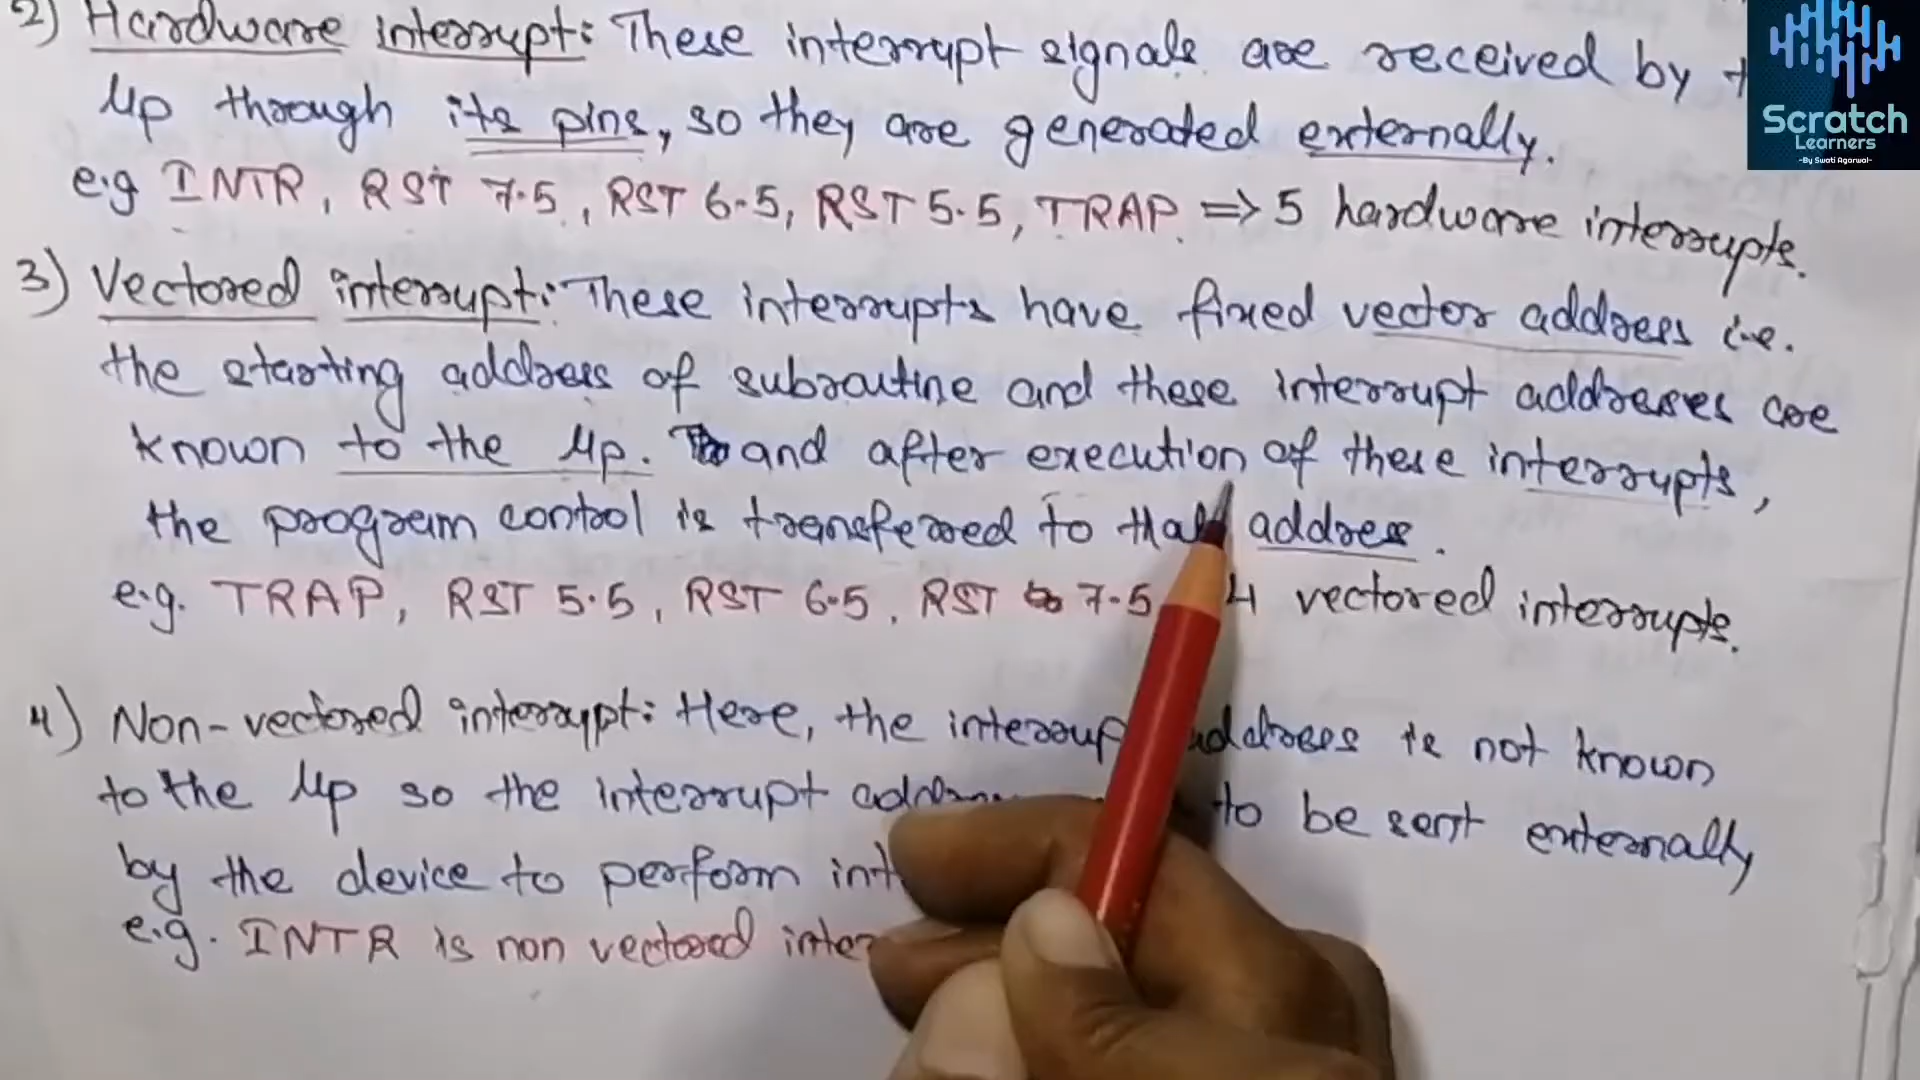 2) Hardware interrupt: These interrupt signals are received by
μp through its pins, so they are generated externally.
e.g INTR, RST 7.5, RST 6.5, RST 5.5, TRAP => 5 hardware interrupts.
3) Vectored interrupt: These interrupts have fixed vector address i.e.
the starting address of subroutine and these interrupt addresses are
known to the μp. and after execution of these interrupts,
the program control is transferred to that address.
e.g. TRAP, RST 5.5, RST 6.5, RST 7.5 4 vectored interrupts.
4) Non-vectored interrupt: Here, the interrup address is not known
to the μp so the interrupt to be sent externally
by the device to perform
e.g. INTR is non vectored
Scratch
Learners
-By Swati Agarwal-